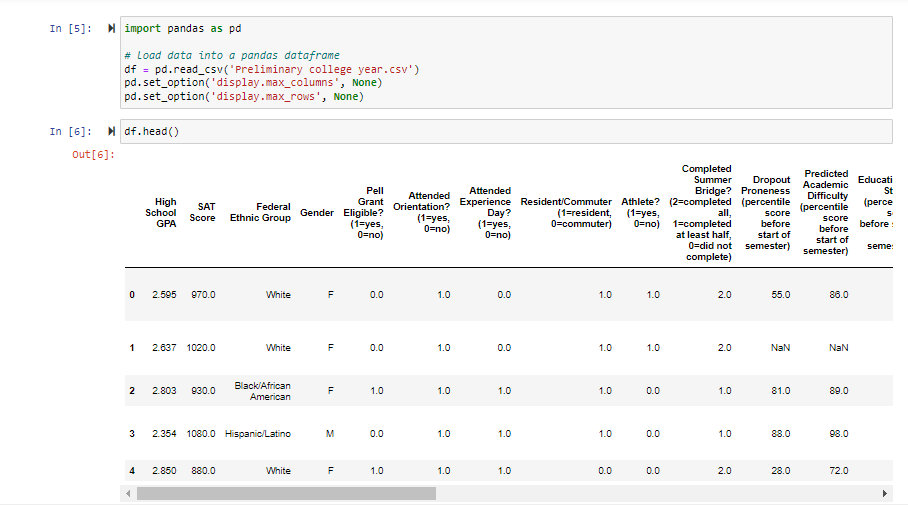 In [5]: import pandas as pd
# Load data into a pandas dataframe
df = pd.read_csv('Preliminary college year.csv')
pd.set_option('display.max_columns', None)
pd.set_option('display.max_rows', None)
In [6]: df.head()
Out[6]:
High School GPA
SAT Score
Federal Ethnic Group
Gender
Pell Grant Eligible? (1=yes, 0=no)
Attended Orientation? (1=yes, 0=no)
Attended Experience Day? (1=yes, 0=no)
Resident/Commuter (1=resident, 0=commuter)
Athlete? (1=yes, 0=no)
Completed Summer Bridge? (2=completed all, 1=completed at least half, 0=did not complete)
Dropout Proneness (percentile score before start of semester)
Predicted Academic Difficulty (percentile score before start of semester)
Educati St (perce s before s semes
0 2.595 970.0 White F 0.0 1.0 0.0 1.0 1.0 2.0 55.0 86.0
1 2.637 1020.0 White F 0.0 1.0 0.0 1.0 1.0 2.0 NaN NaN
2 2.803 930.0 Black/African American F 1.0 1.0 1.0 1.0 0.0 1.0 81.0 89.0
3 2.354 1080.0 Hispanic/Latino M 0.0 1.0 1.0 1.0 0.0 1.0 88.0 98.0
4 2.850 880.0 White F 1.0 1.0 1.0 0.0 0.0 2.0 28.0 72.0